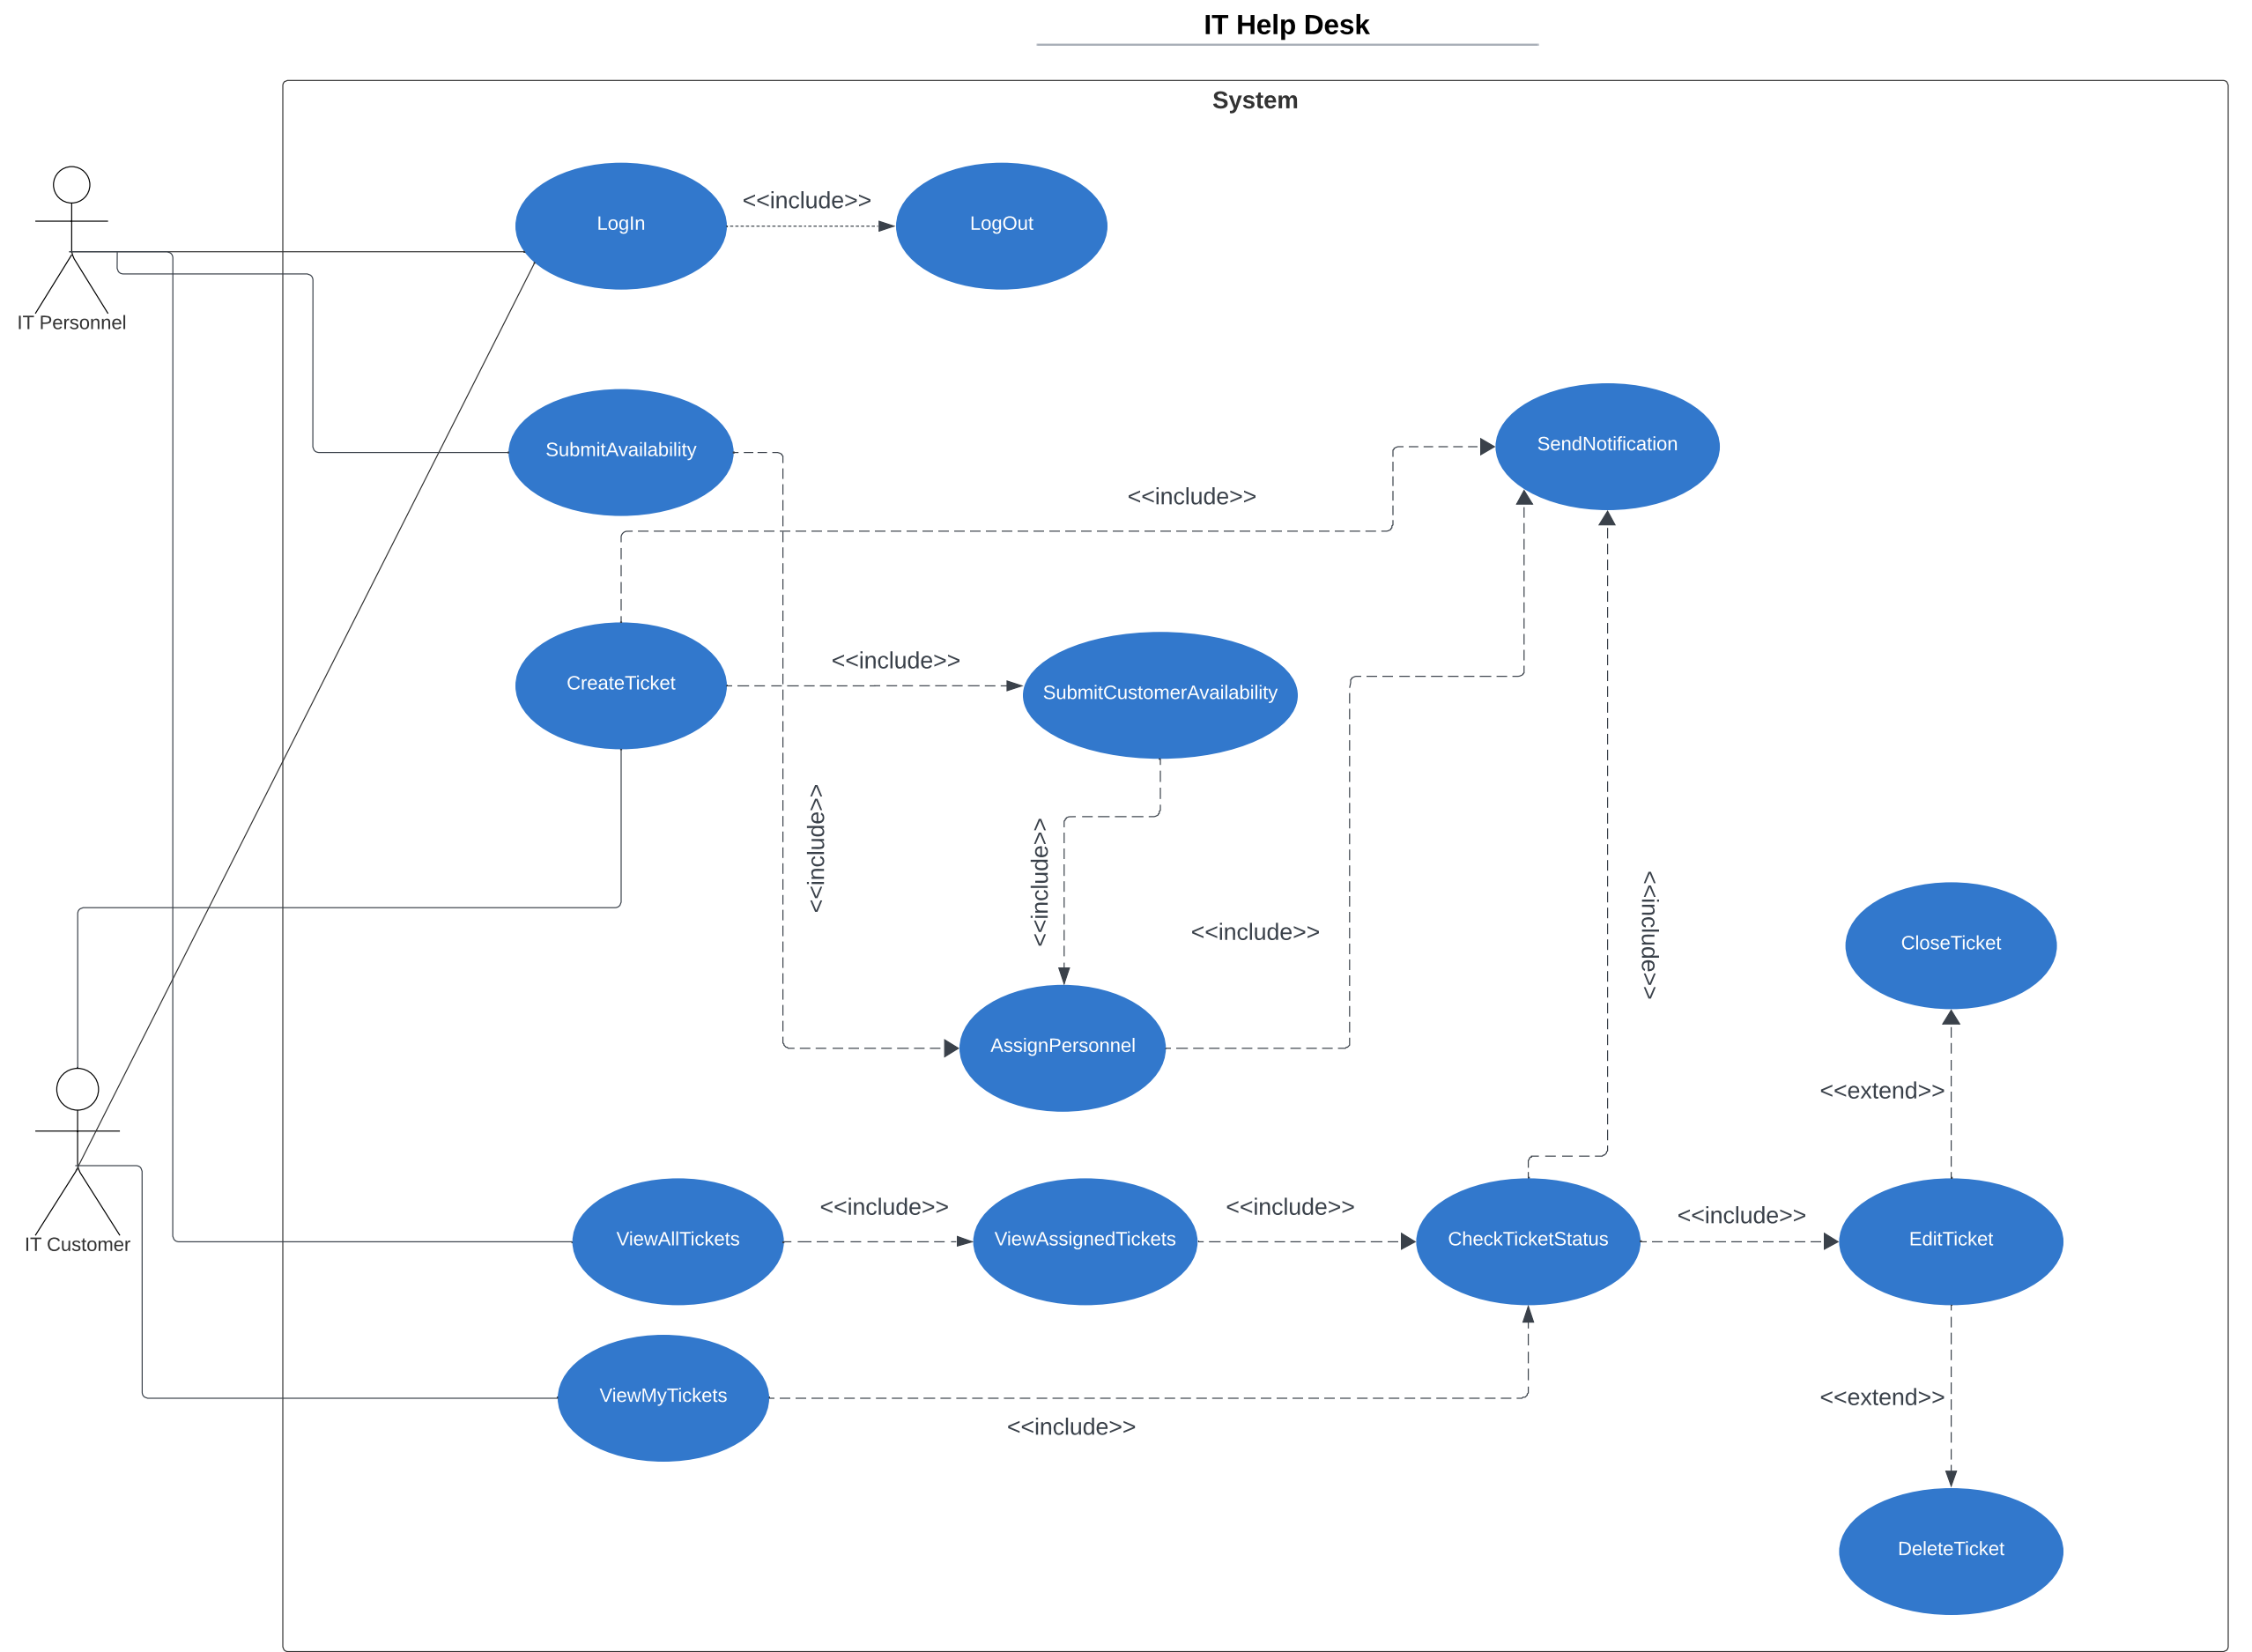 IT Help Desk
System
LogIn
<<include>>
LogOut
IT Personnel
SubmitAvailability
SendNotification
<<include>>
CreateTicket
<<include>>
SubmitCustomerAvailability
<<include>>
<<include>>
<<include>>
<<include>>
CloseTicket
AssignPersonnel
<<extend>>
IT Customer
ViewAllTickets
<<include>>
ViewAssignedTickets
<<include>>
CheckTicketStatus
<<include>>
EditTicket
ViewMyTickets
<<include>>
<<extend>>
DeleteTicket